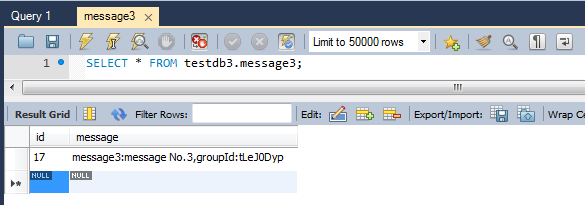 Query 1 message3 x
Limit to 50000 rows
1 SELECT * FROM testdb3.message3;
Result Grid Filter Rows: Edit: Export/Import: Wrap Ce
id message
17 message3:message No.3,groupId:tLeJ0Dyp
NULL NULL